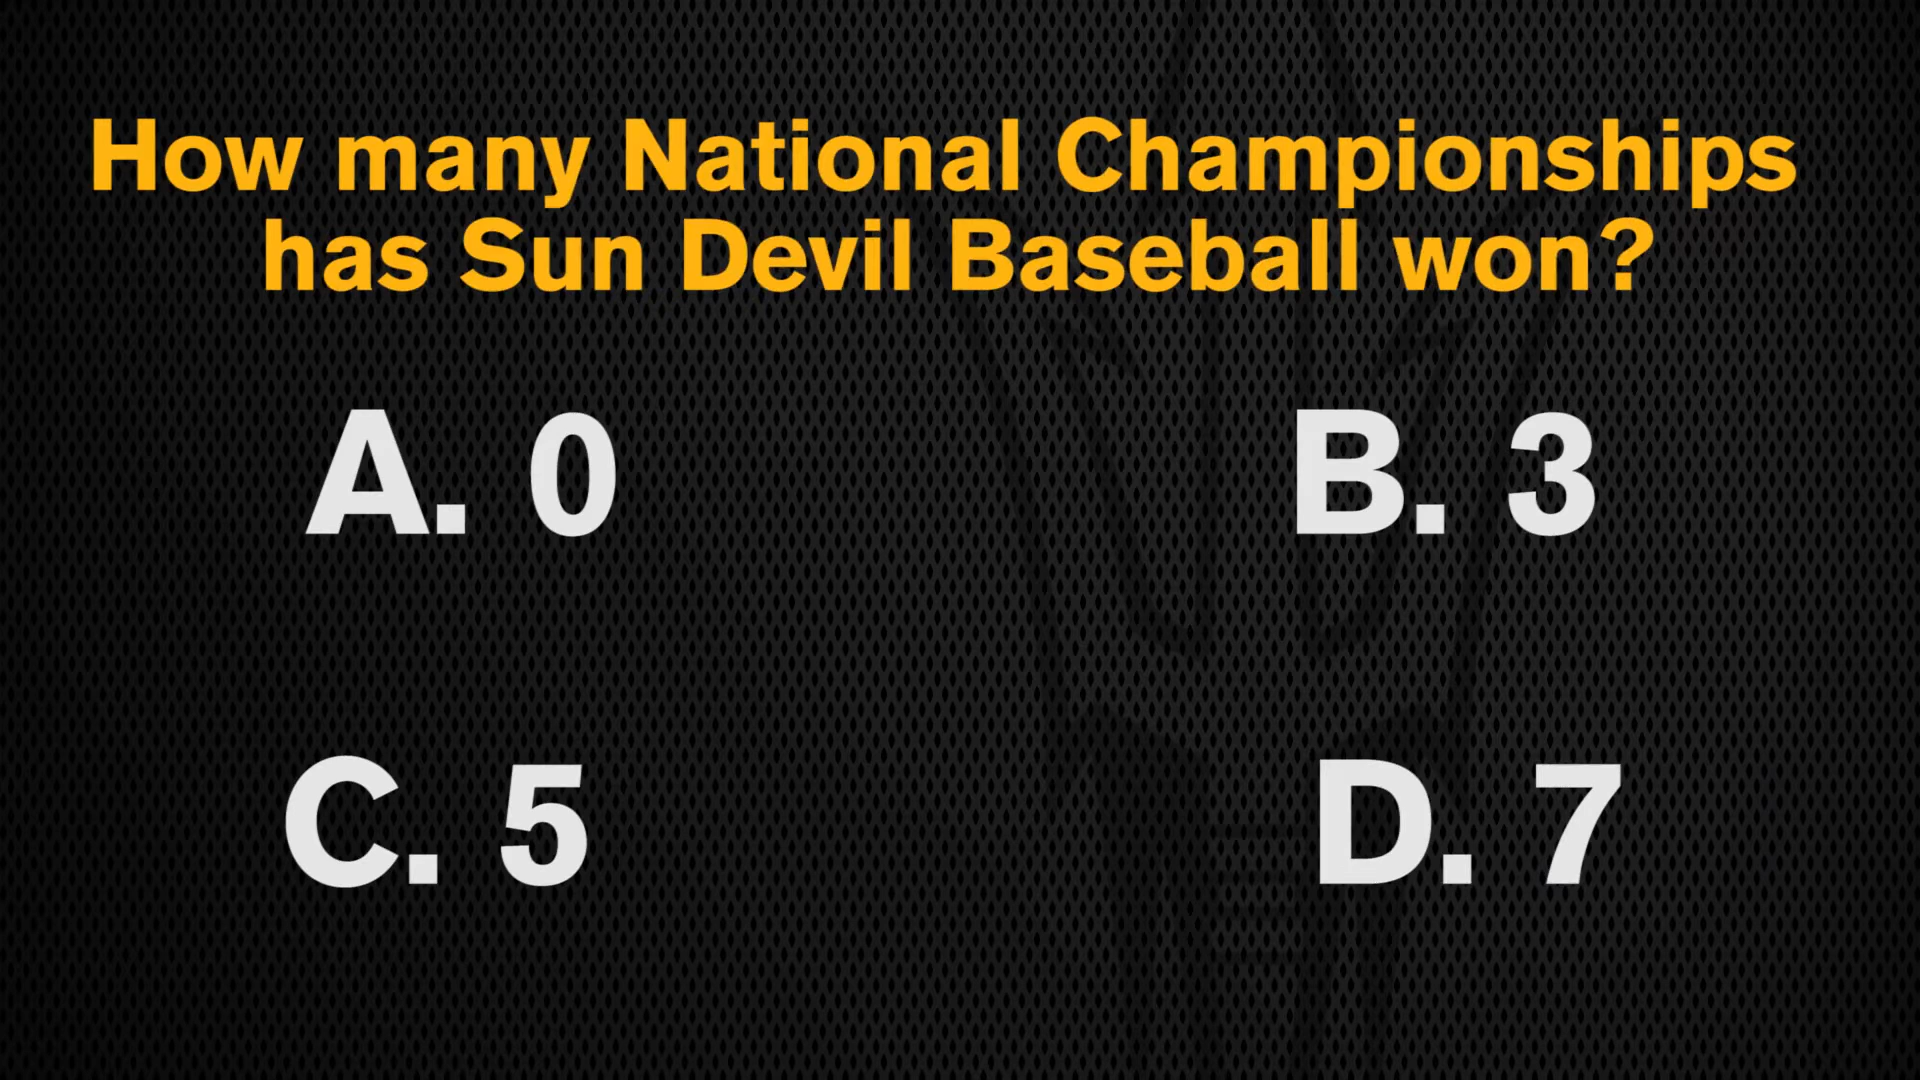 How many National Championships
has Sun Devil Baseball won?
A. 0
B. 3
C. 5
D. 7